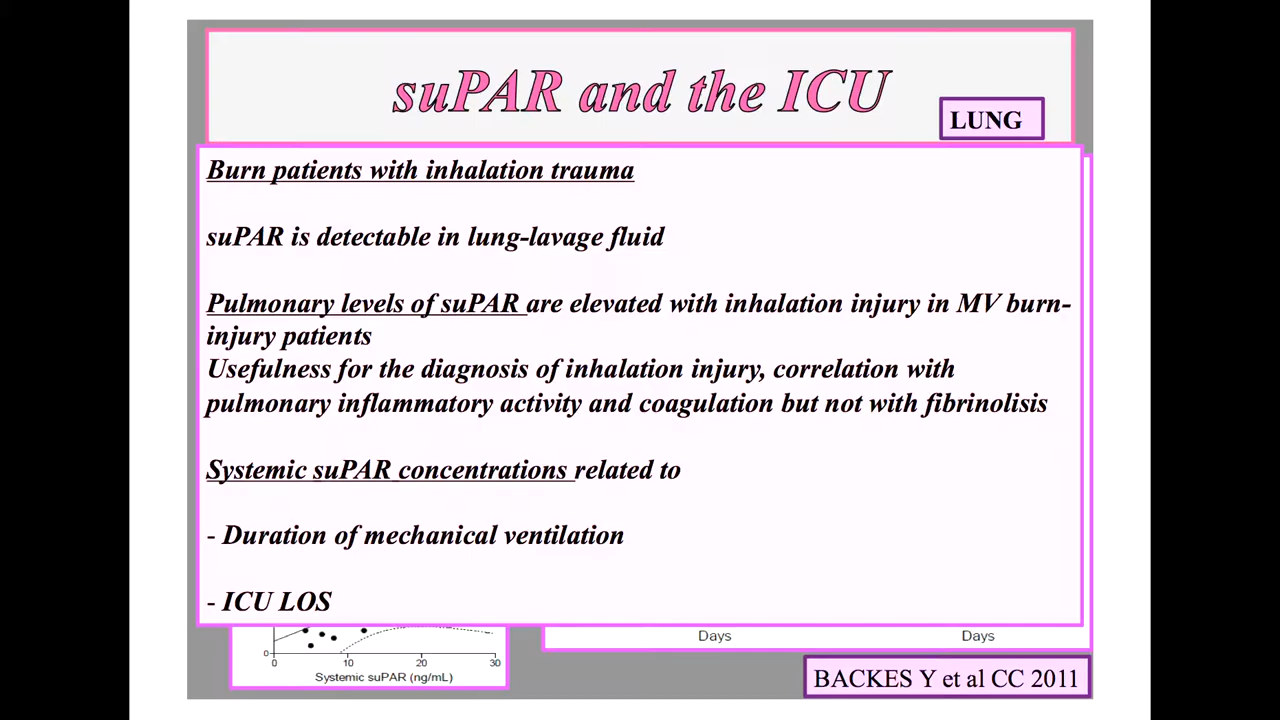 suPAR and the ICU
LUNG
Burn patients with inhalation trauma
suPAR is detectable in lung-lavage fluid
Pulmonary levels of suPAR are elevated with inhalation injury in MV burn-
injury patients
Usefulness for the diagnosis of inhalation injury, correlation with
pulmonary inflammatory activity and coagulation but not with fibrinolisis
Systemic suPAR concentrations related to
- Duration of mechanical ventilation
- ICU LOS
0
0 10 20 30
Systemic suPAR (ng/mL)
Days Days
BACKES Y et al CC 2011